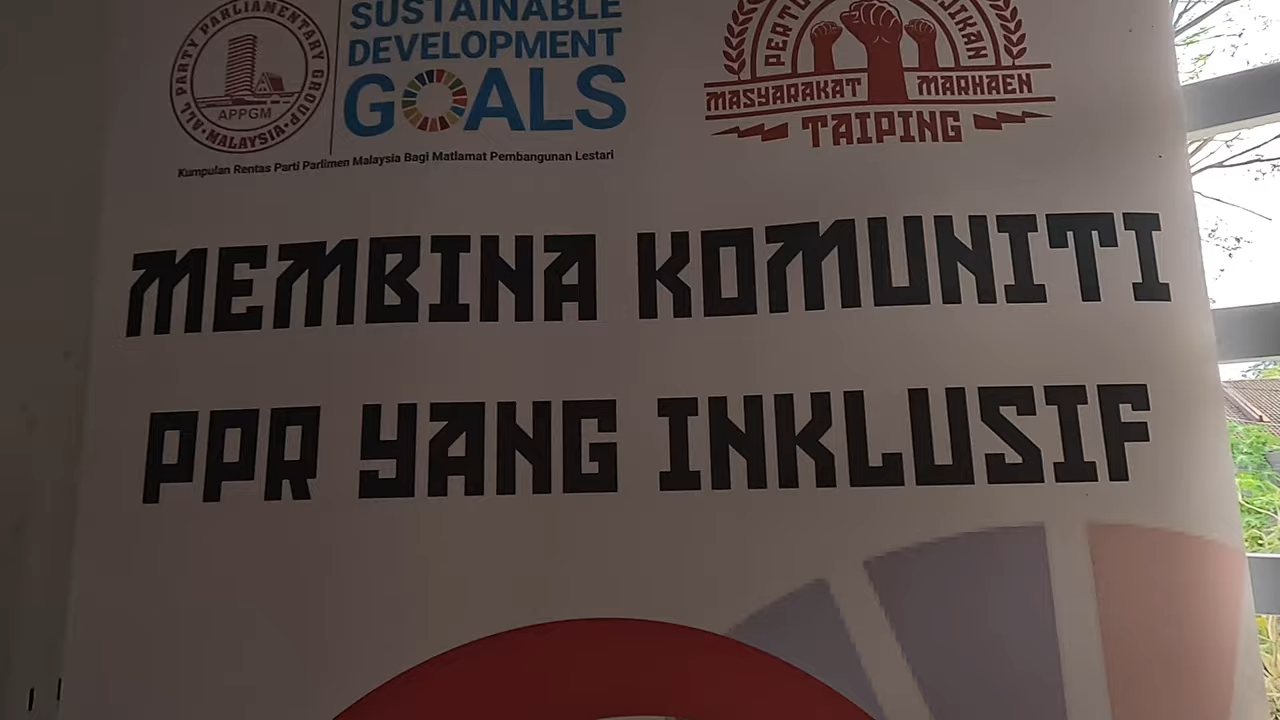 ALL PARTY PARLIAMENTARY GROUP
APPGM
MALAYSIA
SUSTAINABLE
DEVELOPMENT
GOALS
Kumpulan Rentas Parti Parlimen Malaysia Bagi Matlamat Pembangunan Lestari
MASYARAKAT MARHAEN
TAIPING
MEMBINA KOMUNITI
PPR YANG INKLUSIF